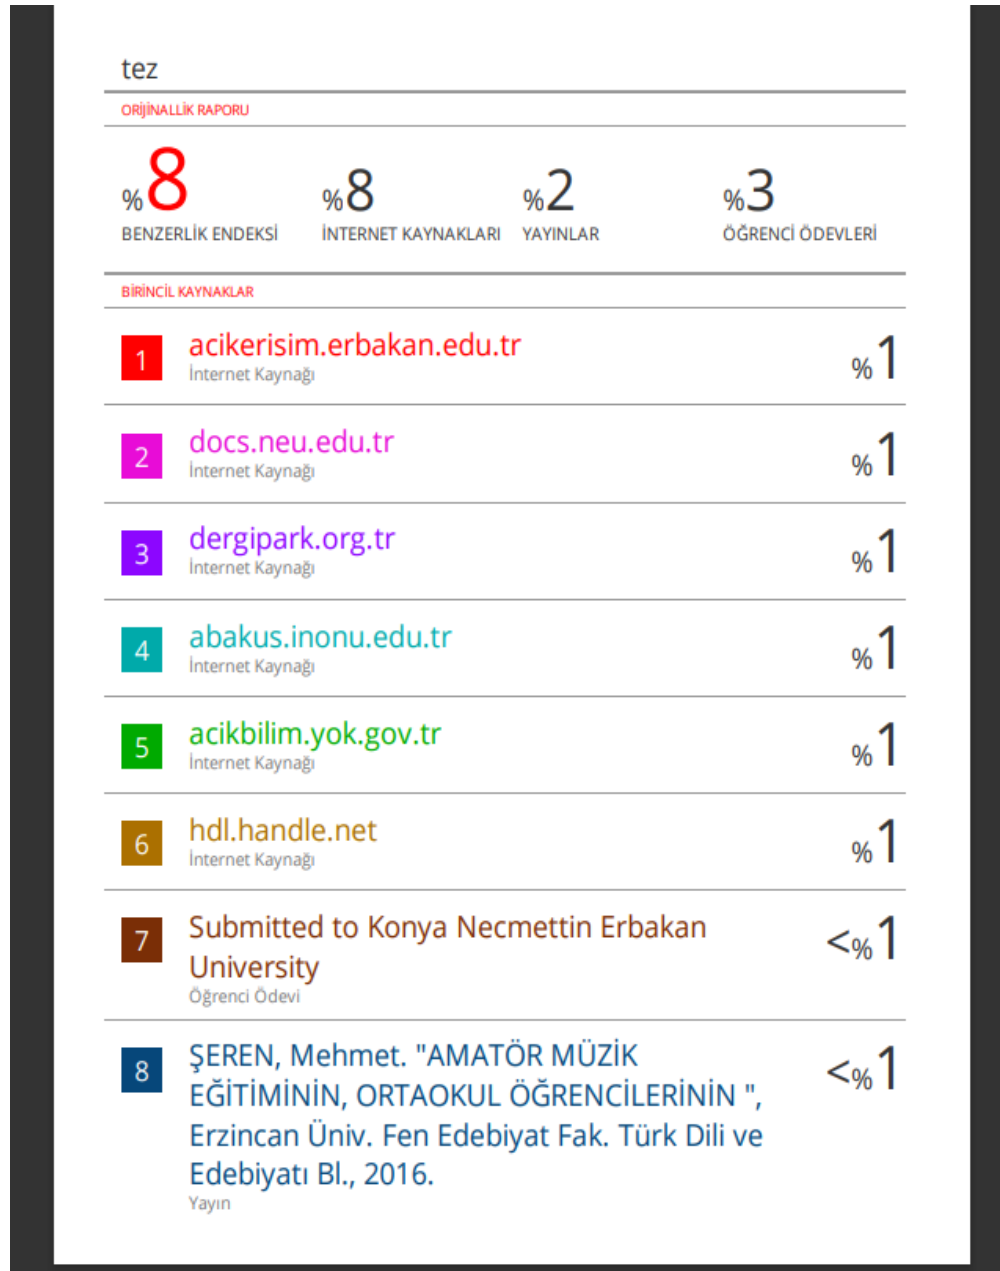 tez
ORİJİNALLİK RAPORU
%8
BENZERLİK ENDEKSİ
%8
İNTERNET KAYNAKLARI
%2
YAYINLAR
%3
ÖĞRENCİ ÖDEVLERİ
BİRİNCİL KAYNAKLAR
1
acikerisim.erbakan.edu.tr
İnternet Kaynağı
%1
2
docs.neu.edu.tr
İnternet Kaynağı
%1
3
dergipark.org.tr
İnternet Kaynağı
%1
4
abakus.inonu.edu.tr
İnternet Kaynağı
%1
5
acikbilim.yok.gov.tr
İnternet Kaynağı
%1
6
hdl.handle.net
İnternet Kaynağı
%1
7
Submitted to Konya Necmettin Erbakan
University
Öğrenci Ödevi
<%1
8
ŞEREN, Mehmet. "AMATÖR MÜZİK
EĞİTİMİNİN, ORTAOKUL ÖĞRENCİLERİNİN ",
Erzincan Üniv. Fen Edebiyat Fak. Türk Dili ve
Edebiyatı Bl., 2016.
Yayın
<%1